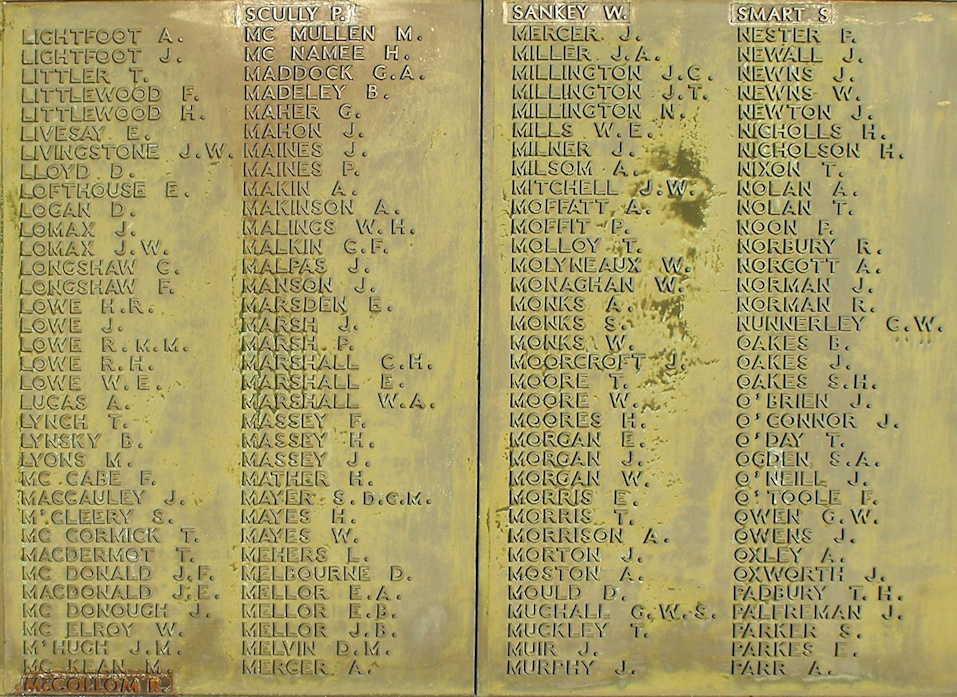 LIGHTFOOT A.
LIGHTFOOT J.
LITTLER T.
LITTLEWOOD F.
LITTLEWOOD H.
LIVESAY E.
LIVINGSTONE J.W.
LLOYD D.
LOFTHOUSE E.
LOGAN D.
LOMAX J.
LOMAX J.W.
LONGSHAW C.
LONGSHAW F.
LOWE H.R.
LOWE J.
LOWE R.M.M.
LOWE R.H.
LOWE W.E.
LUCAS A.
LYNCH T.
LYNSKY B.
LYONS M.
MC CABE F.
MACCAULEY J.
M'CLEERY S.
MC CORMICK T.
MACDERMOT T.
MC DONALD J.F.
MACDONALD J.E.
MC DONOUGH J.
MC ELROY W.
M'HUGH J.M.
MC KEAN M.
MCCOLLOM R.
SCULLY P.
MC MULLEN M.
MC NAMEE H.
MADDOCK G.A.
MADELEY B.
MAHER G.
MAHON J.
MAINES J.
MAINES P.
MAKIN A.
MAKINSON A.
MALINGS W.H.
MALKIN C.F.
MALPAS J.
MANSON J.
MARSDEN E.
MARSH J.
MARSH P.
MARSHALL C.H.
MARSHALL E.
MARSHALL W.A.
MASSEY F.
MASSEY H.
MASSEY J.
MATHER H.
MAYER S. D.C.M.
MAYES H.
MAYES W.
MEHERS L.
MELBOURNE D.
MELLOR E.A.
MELLOR E.B.
MELLOR J.B.
MELVIN D.M.
MERCER A.
SANKEY W.
MERCER J.
MILLER J.A.
MILLINGTON J.C.
MILLINGTON J.T.
MILLINGTON N.
MILLS W.E.
MILNER J.
MILSOM A.
MITCHELL J.W.
MOFFATT A.
MOFFIT P.
MOLLOY T.
MOLYNEAUX W.
MONAGHAN W.
MONKS A.
MONKS S.
MONKS W.
MOORCROFT J.
MOORE T.
MOORE W.
MOORES H.
MORGAN E.
MORGAN J.
MORGAN W.
MORRIS E.
MORRIS T.
MORRISON A.
MORTON J.
MOSTON A.
MOULD D.
MUGHALL G.W.S.
MUCKLEY T.
MUIR J.
MURPHY J.
SMART S
NESTER P.
NEWALL J.
NEWNS J.
NEWNS W.
NEWTON J.
NICHOLLS H.
NICHOLSON H.
NIXON T.
NOLAN A.
NOLAN T.
NOON P.
NORBURY R.
NORCOTT A.
NORMAN J.
NORMAN R.
NUNNERLEY C.W.
OAKES B.
OAKES J.
OAKES S.H.
O'BRIEN J.
O'CONNOR J.
O'DAY T.
OGDEN S.A.
O'NEILL J.
O'TOOLE F.
OWEN G.W.
OWENS J.
OXLEY A.
OXWORTH J.
PADBURY T.H.
PALFREMAN J.
PARKER S.
PARKES E.
PARR A.